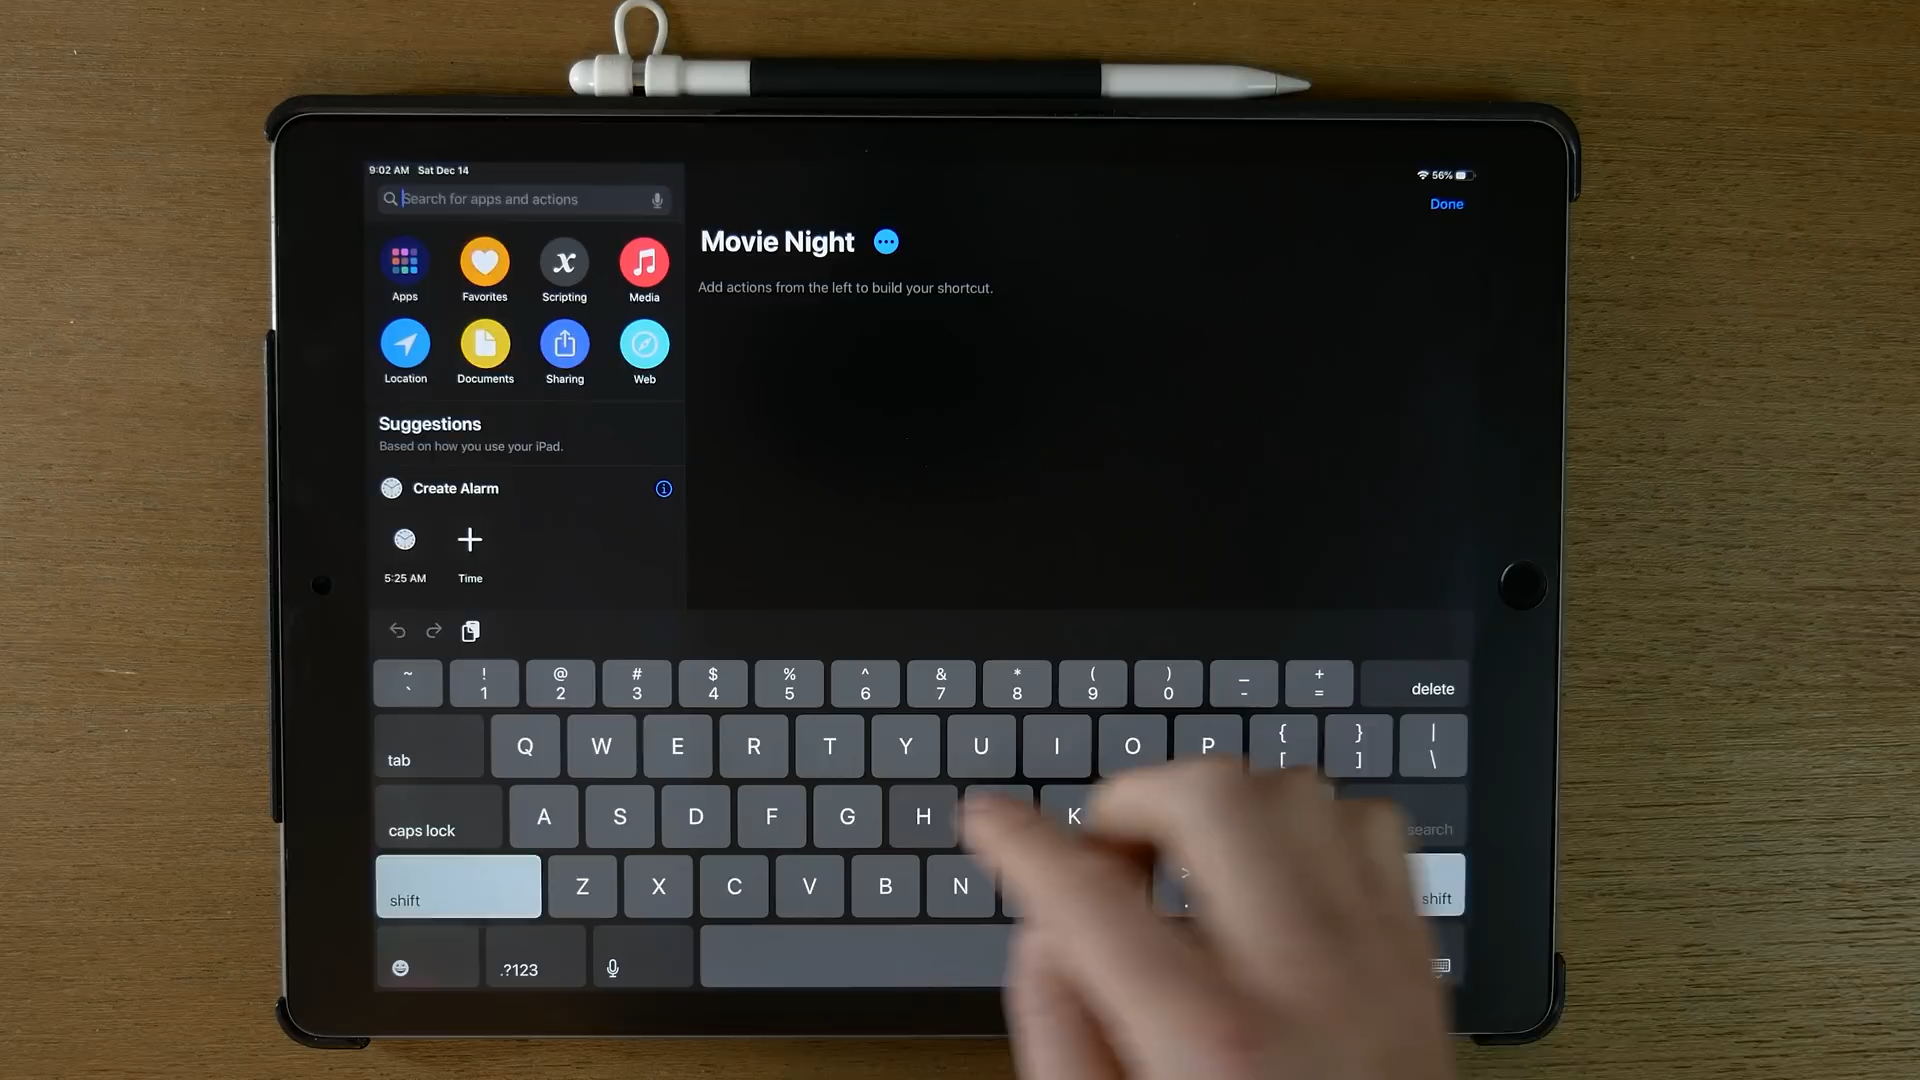 9:02 AM Sat Dec 14
56%
Search for apps and actions
Done
Movie Night
Add actions from the left to build your shortcut.
Apps
Favorites
Scripting
Media
Location
Documents
Sharing
Web
Suggestions
Based on how you use your iPad.
Create Alarm
5:25 AM
Time
~ ! @ # $ % ^ & * ( ) _ +
` 1 2 3 4 5 6 7 8 9 0 - = delete
tab Q W E R T Y U I O P { [ } ] | \
caps lock A S D F G H K search
shift Z X C V B N > . shift
.?123